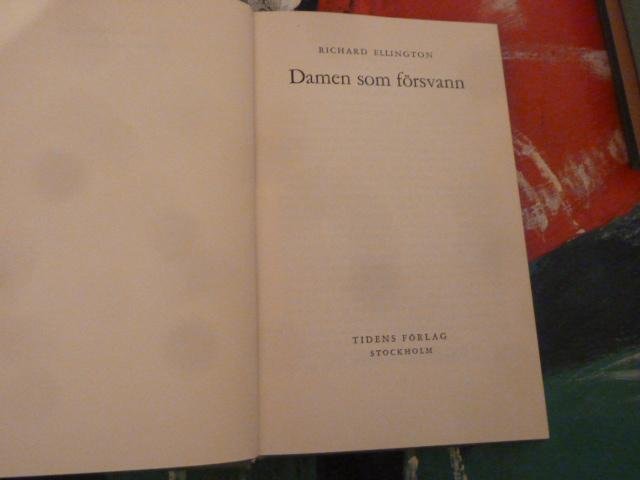 RICHARD ELLINGTON
Damen som försvann
TIDENS FÖRLAG
STOCKHOLM